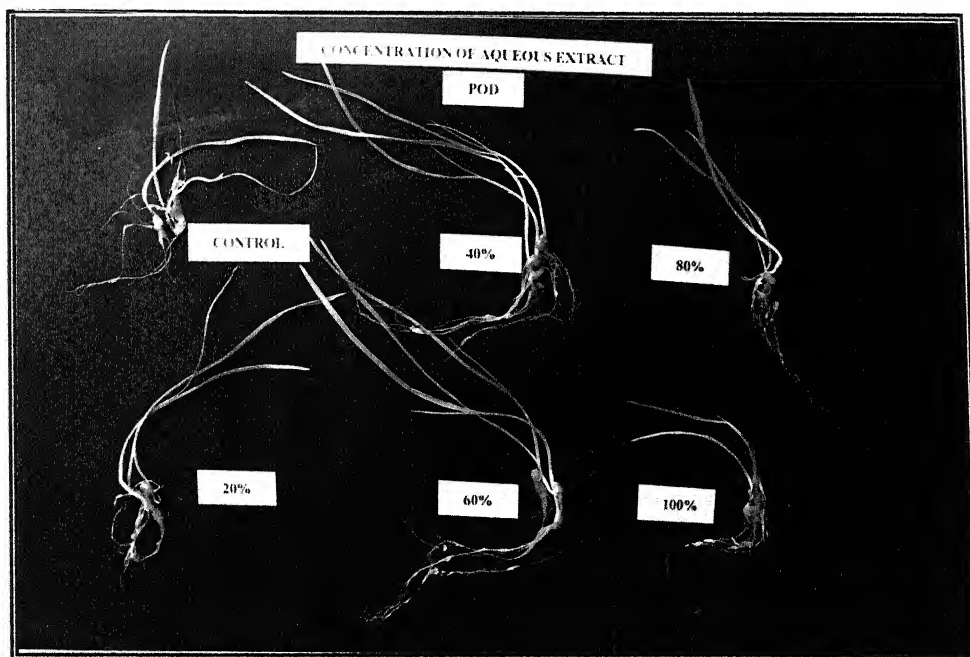 CONCENTRATION OF AQUEOUS EXTRACT
POD
CONTROL
40%
80%
20%
60%
100%